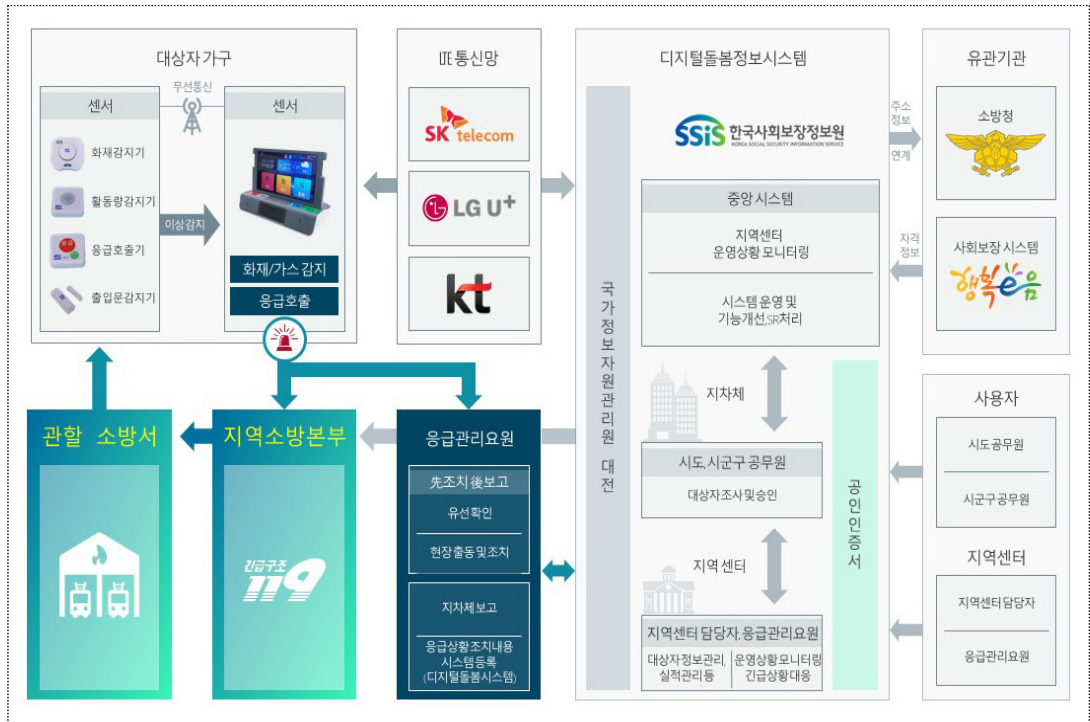 대상자 가구
센서
화재감지기
활동량감지기
응급호출기
출입문감지기
무선통신
이상감지
센서
화재/가스 감지
응급호출
LTE 통신망
SK telecom
LG U+
kt
디지털돌봄정보시스템
국가정보자원관리원 대전
SSiS 한국사회보장정보원
KOREA SOCIAL SECURITY INFORMATION SERVICE
중앙 시스템
지역센터
운영상황 모니터링
시스템 운영 및
기능개선,SR처리
지차체
시도, 시군구 공무원
대상자 조사 및 승인
지역 센터
지역센터 담당자, 응급관리요원
대상자정보관리,
실적관리 등
운영상황모니터링
긴급상황대응
공인인증서
주소
정보
연계
자격
정보
유관기관
소방청
사회보장 시스템
행복e음
사용자
시도 공무원
시군구 공무원
지역센터
지역센터 담당자
응급관리요원
관할 소방서
지역소방본부
긴급구조
119
응급관리요원
先조치 後보고
유선확인
현장출동 및 조치
지차체 보고
응급상황조치내용
시스템등록
(디지털돌봄시스템)